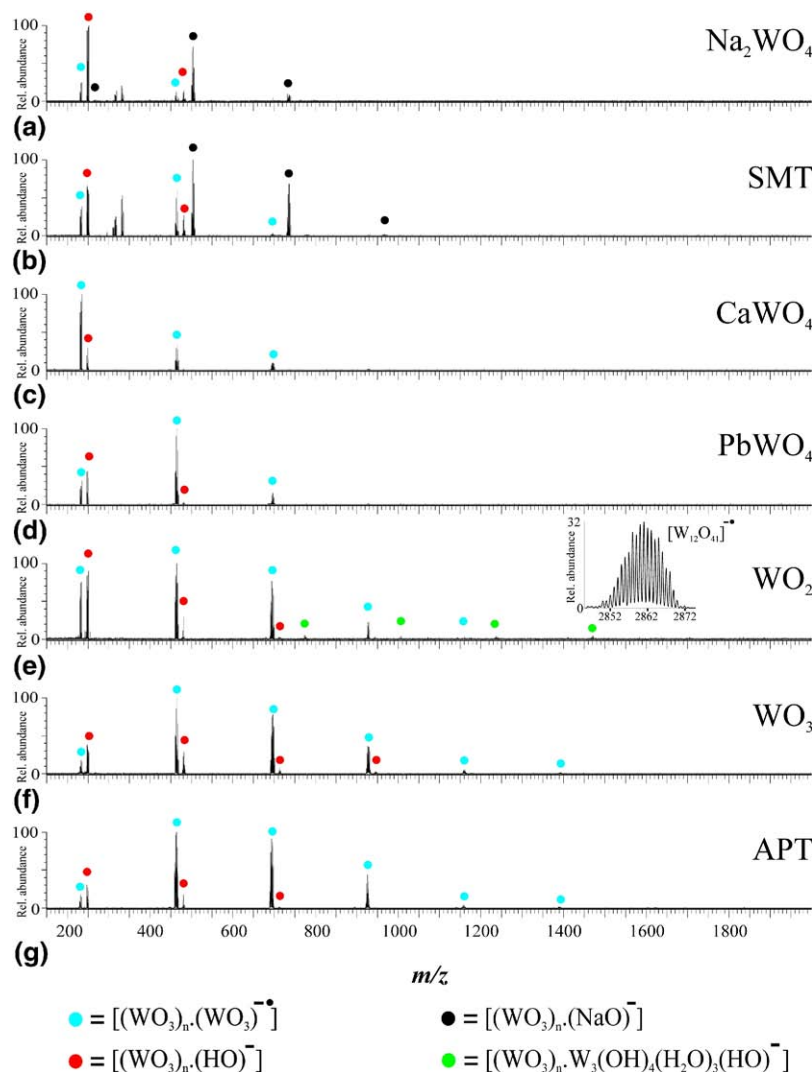 100
Rel. abundance
0
Na₂WO₄
(a)
100
Rel. abundance
0
SMT
(b)
100
Rel. abundance
0
CaWO₄
(c)
100
Rel. abundance
0
PbWO₄
(d)
32
Rel. abundance
0
[W₁₂O₄₁]⁻•
2852 2862 2872
100
Rel. abundance
0
WO₂
(e)
100
Rel. abundance
0
WO₃
(f)
100
Rel. abundance
0
APT
200 400 600 800 1000 1200 1400 1600 1800
(g)
m/z
= [(WO₃)ₙ.(WO₃)⁻•]
= [(WO₃)ₙ.(NaO)⁻]
= [(WO₃)ₙ.(HO)⁻]
= [(WO₃)ₙ.W₃(OH)₄(H₂O)₃(HO)⁻]